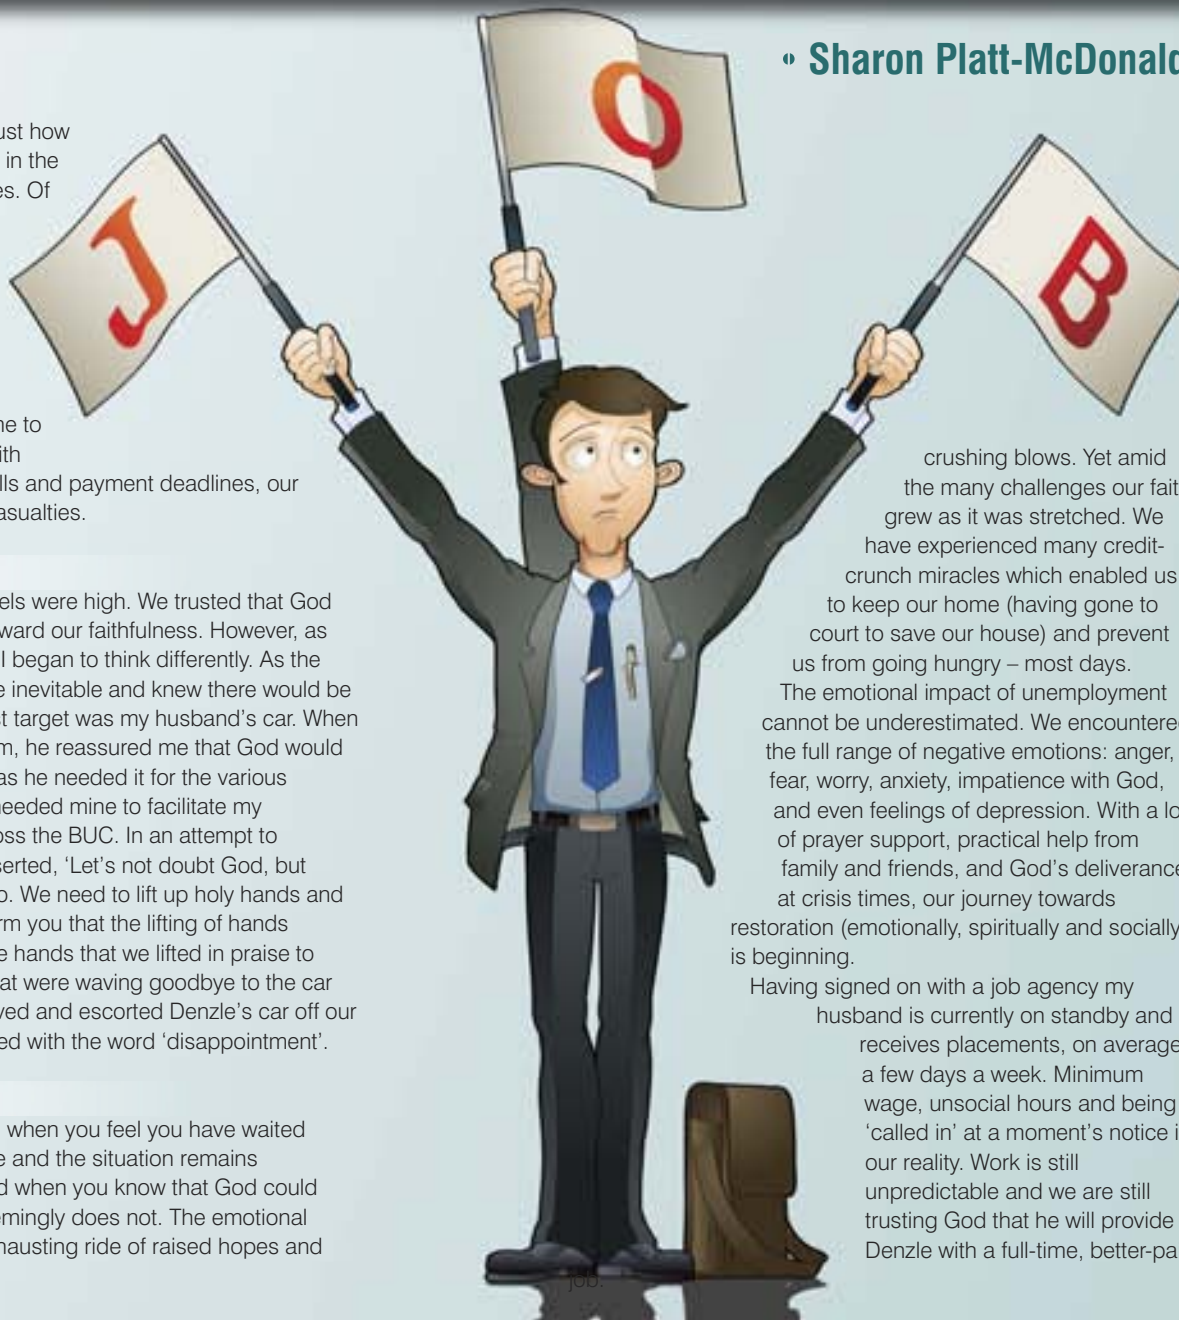 Sharon Platt-McDonald
J
O
B
ust how
in the
es. Of
ne to
ith
lls and payment deadlines, our
asualties.
els were high. We trusted that God
ward our faithfulness. However, as
I began to think differently. As the
e inevitable and knew there would be
st target was my husband's car. When
m, he reassured me that God would
as he needed it for the various
needed mine to facilitate my
oss the BUC. In an attempt to
serted, 'Let's not doubt God, but
o. We need to lift up holy hands and
rm you that the lifting of hands
e hands that we lifted in praise to
at were waving goodbye to the car
ved and escorted Denzle's car off our
ed with the word 'disappointment'.
when you feel you have waited
e and the situation remains
d when you know that God could
emingly does not. The emotional
hausting ride of raised hopes and
crushing blows. Yet amid
the many challenges our fait
grew as it was stretched. We
have experienced many credit-
crunch miracles which enabled us
to keep our home (having gone to
court to save our house) and prevent
us from going hungry – most days.
The emotional impact of unemployment
cannot be underestimated. We encountere
the full range of negative emotions: anger,
fear, worry, anxiety, impatience with God,
and even feelings of depression. With a lo
of prayer support, practical help from
family and friends, and God's deliverance
at crisis times, our journey towards
restoration (emotionally, spiritually and socially
is beginning.
Having signed on with a job agency my
husband is currently on standby and
receives placements, on average
a few days a week. Minimum
wage, unsocial hours and being
'called in' at a moment's notice i
our reality. Work is still
unpredictable and we are still
trusting God that he will provide
Denzle with a full-time, better-pa
job.